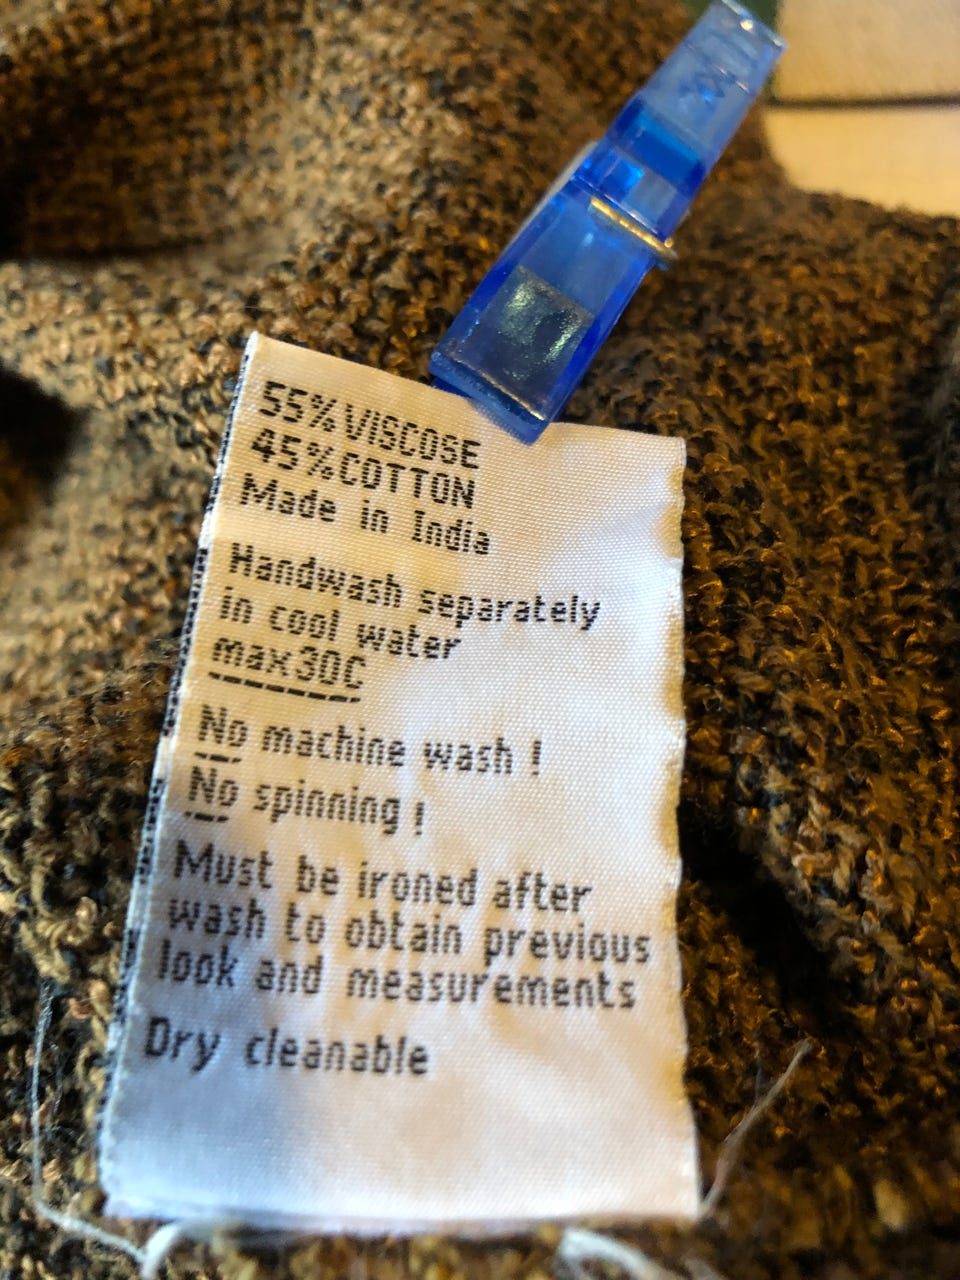 55% VISCOSE
45% COTTON
Made in India
Handwash separately
in cool water
max30C
No machine wash !
No spinning !
Must be ironed after
wash to obtain previous
look and measurements
Dry cleanable